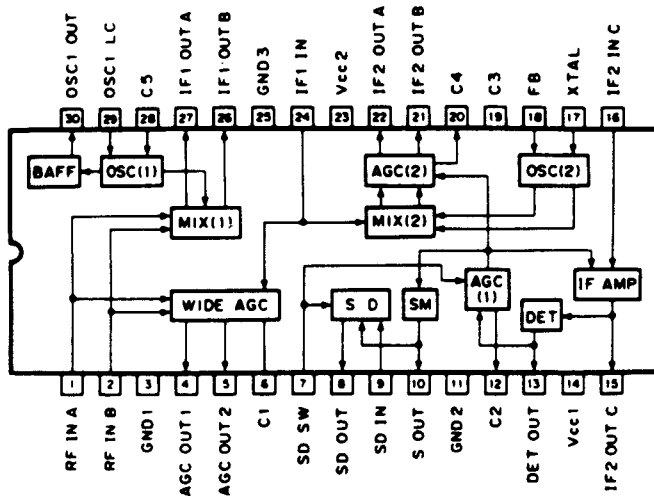 OSC1 OUT
OSC1 LC
C5
IF1 OUT A
IF1 OUT B
GND3
IF1 IN
Vcc2
IF2 OUT A
IF2 OUT B
C4
C3
FB
XTAL
IF2 IN C
30 29 28 27 26 25 24 23 22 21 20 19 18 17 16
BAFF OSC(1) AGC(2) OSC(2)
MIX(1) MIX(2)
WIDE AGC S D SM AGC (1) IF AMP
DET
1 2 3 4 5 6 7 8 9 10 11 12 13 14 15
RF IN A
RF IN B
GND1
AGC OUT1
AGC OUT2
C1
SD SW
SD OUT
SD IN
S OUT
GND2
C2
DET OUT
Vcc1
IF2 OUT C